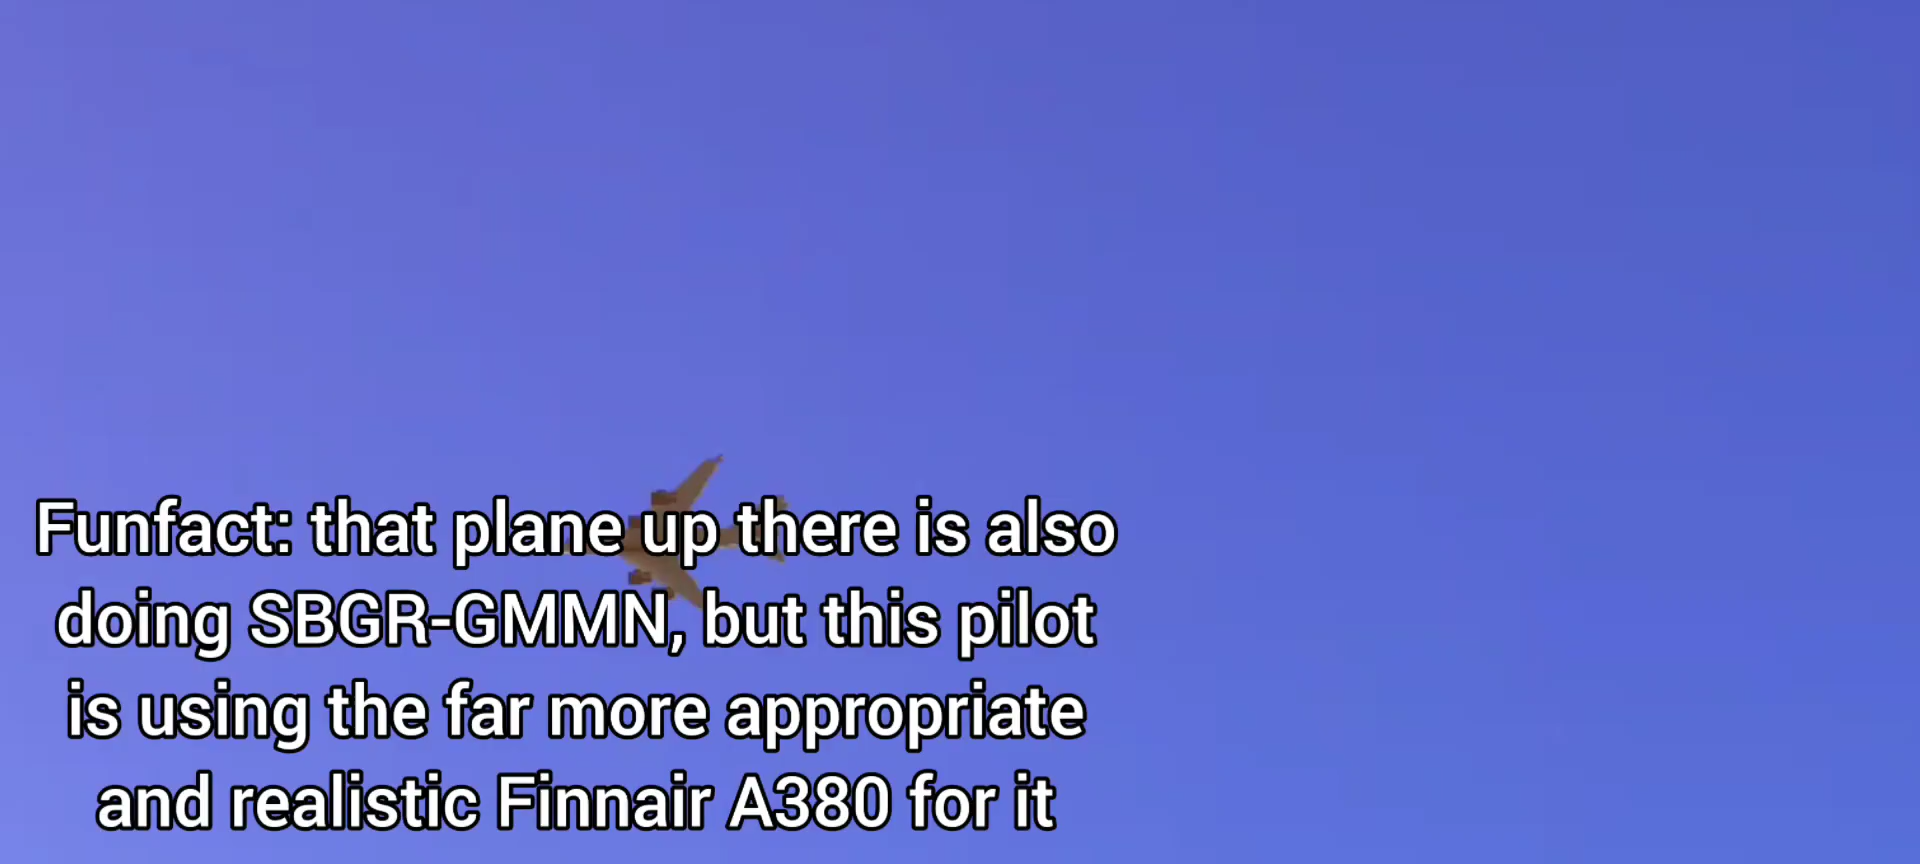 Funfact: that plane up there is also
doing SBGR-GMMN, but this pilot
is using the far more appropriate
and realistic Finnair A380 for it